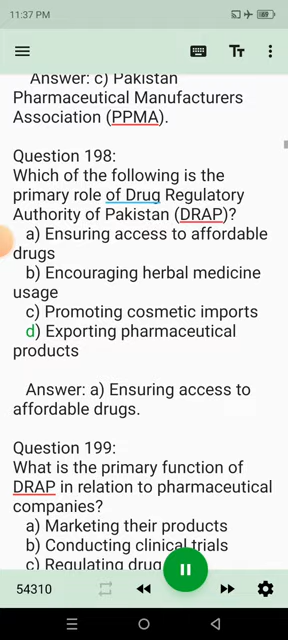 11:37 PM
89
Answer: c) Pakistan
Pharmaceutical Manufacturers
Association (PPMA).
Question 198:
Which of the following is the
primary role of Drug Regulatory
Authority of Pakistan (DRAP)?
a) Ensuring access to affordable
drugs
b) Encouraging herbal medicine
usage
c) Promoting cosmetic imports
d) Exporting pharmaceutical
products
Answer: a) Ensuring access to
affordable drugs.
Question 199:
What is the primary function of
DRAP in relation to pharmaceutical
companies?
a) Marketing their products
b) Conducting clinical trials
c) Regulating drug
54310